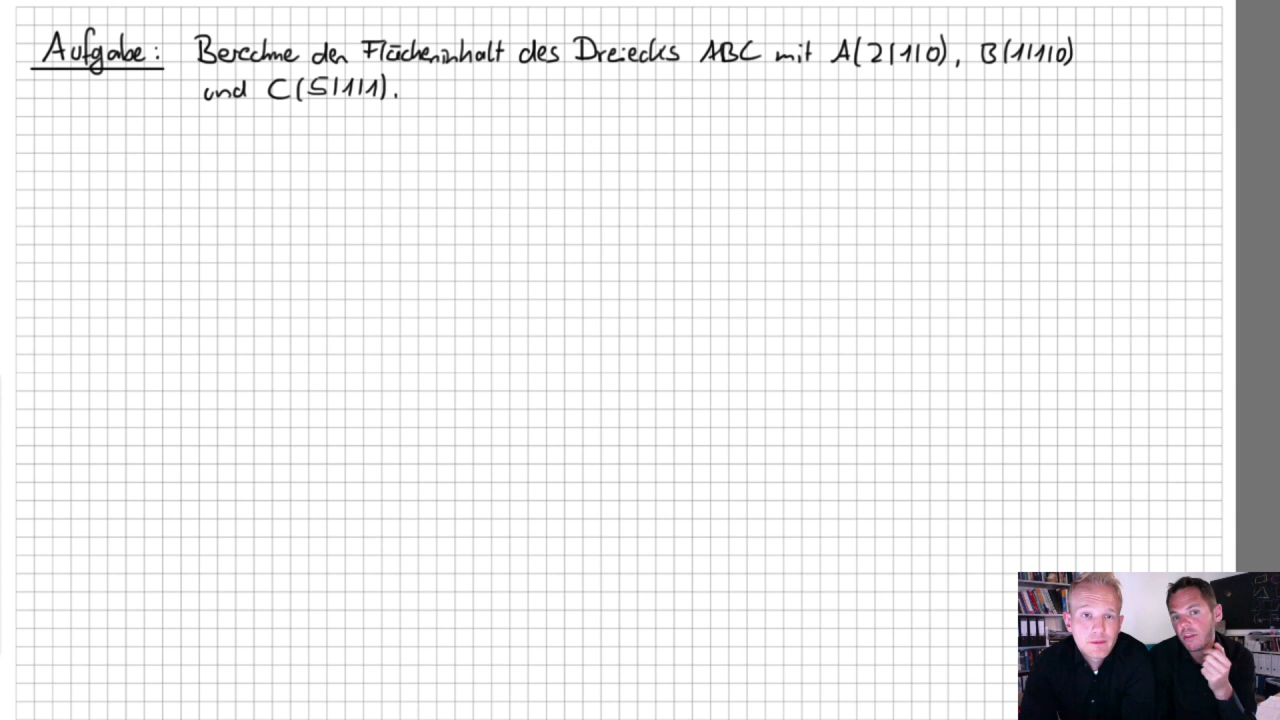 Aufgabe: Berechne den Flächeninhalt des Dreiecks ABC mit A(2|1|0), B(1|1|0)
und C(5|1|1).